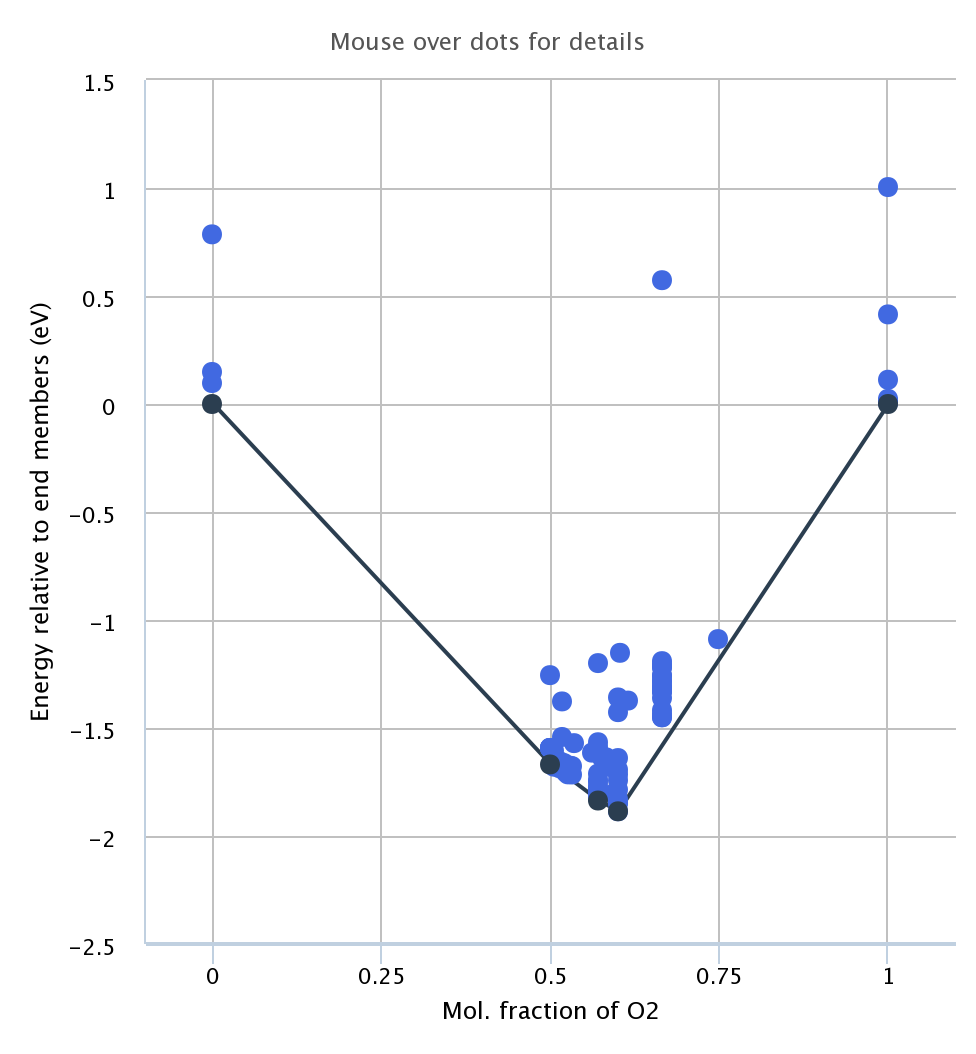 Mouse over dots for details
1.5
1
0.5
0
−0.5
−1
−1.5
−2
−2.5
Energy relative to end members (eV)
0 0.25 0.5 0.75 1
Mol. fraction of O2